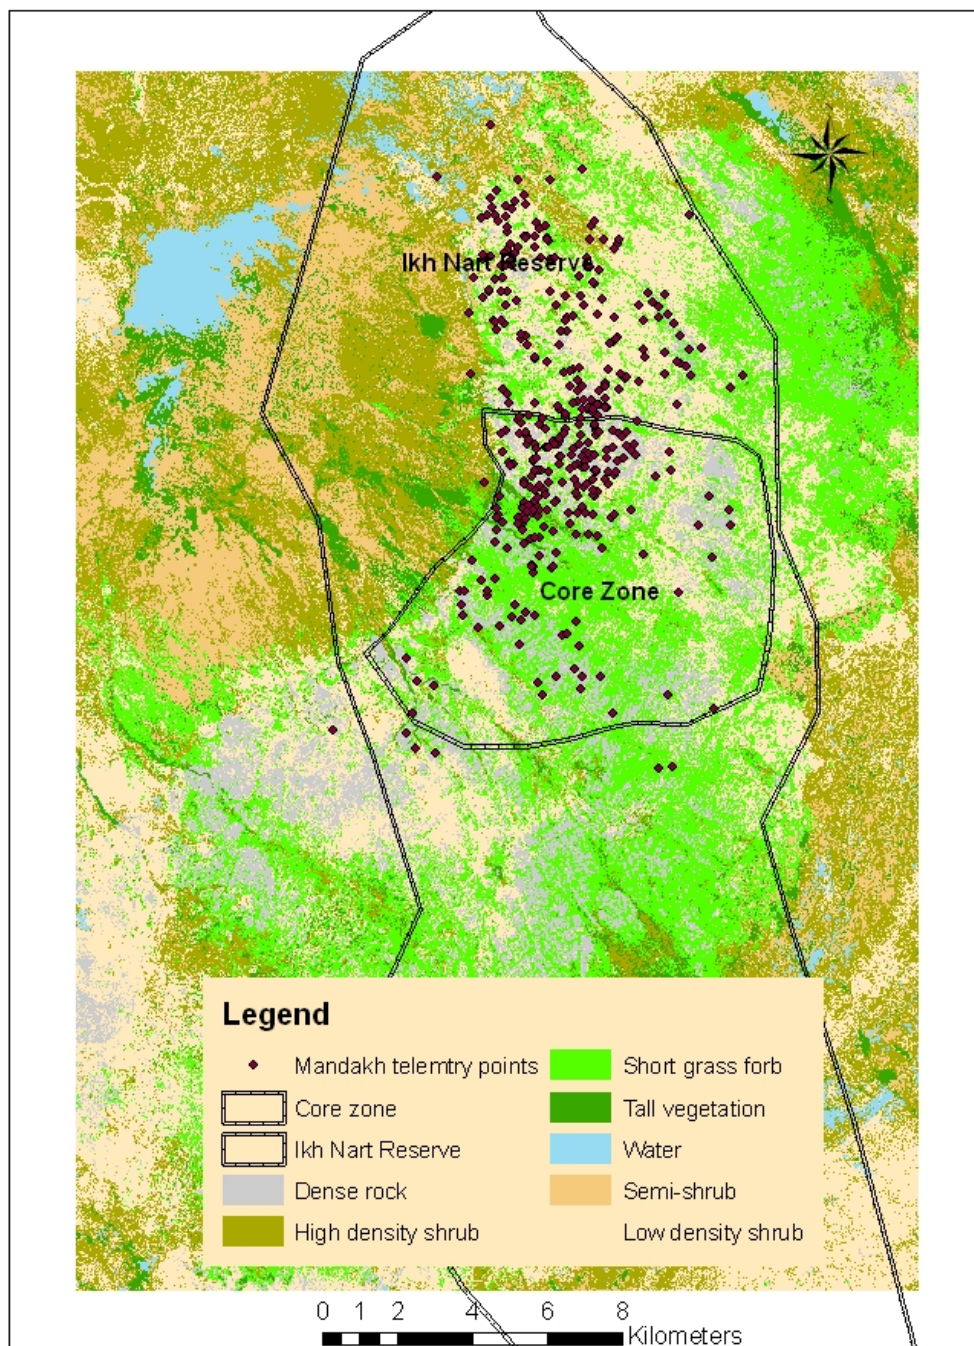 Ikh Nart Reserve
Core Zone
Legend
Mandakh telemtry points
Core zone
Ikh Nart Reserve
Dense rock
High density shrub
Short grass forb
Tall vegetation
Water
Semi-shrub
Low density shrub
0 1 2 4 6 8
Kilometers